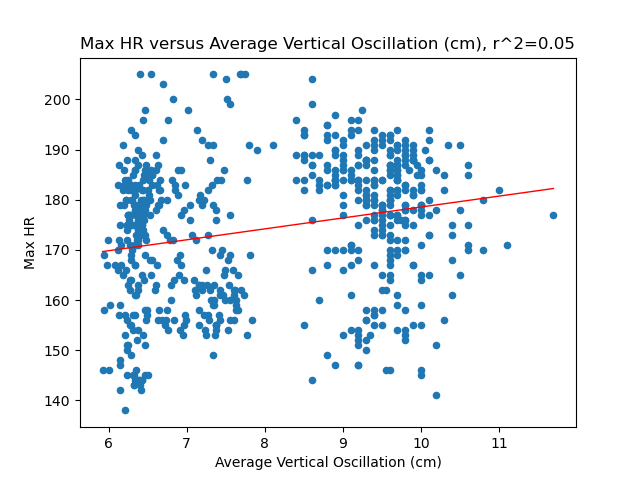 Max HR versus Average Vertical Oscillation (cm), r^2=0.05
200
190
180
170
160
150
140
Max HR
6 7 8 9 10 11
Average Vertical Oscillation (cm)